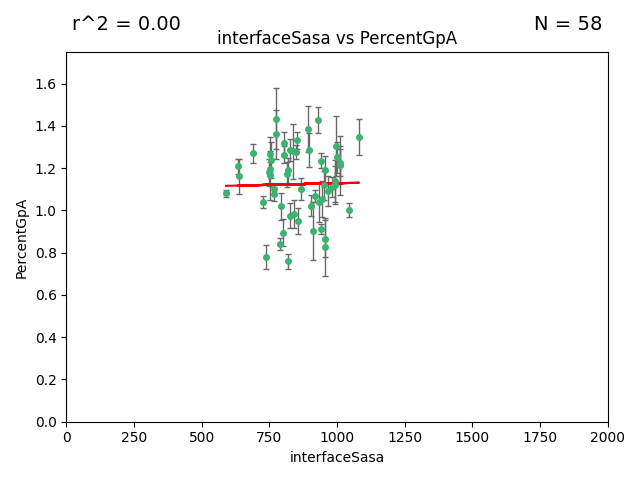 r^2 = 0.00
N = 58
interfaceSasa vs PercentGpA
PercentGpA
1.6
1.4
1.2
1.0
0.8
0.6
0.4
0.2
0.0
0 250 500 750 1000 1250 1500 1750 2000
interfaceSasa